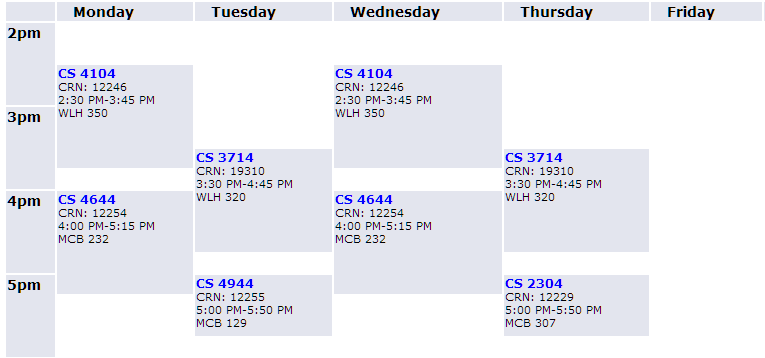 Monday Tuesday Wednesday Thursday Friday
2pm
CS 4104
CRN: 12246
2:30 PM-3:45 PM
WLH 350
CS 4104
CRN: 12246
2:30 PM-3:45 PM
WLH 350
3pm
CS 3714
CRN: 19310
3:30 PM-4:45 PM
WLH 320
CS 3714
CRN: 19310
3:30 PM-4:45 PM
WLH 320
4pm
CS 4644
CRN: 12254
4:00 PM-5:15 PM
MCB 232
CS 4644
CRN: 12254
4:00 PM-5:15 PM
MCB 232
5pm
CS 4944
CRN: 12255
5:00 PM-5:50 PM
MCB 129
CS 2304
CRN: 12229
5:00 PM-5:50 PM
MCB 307